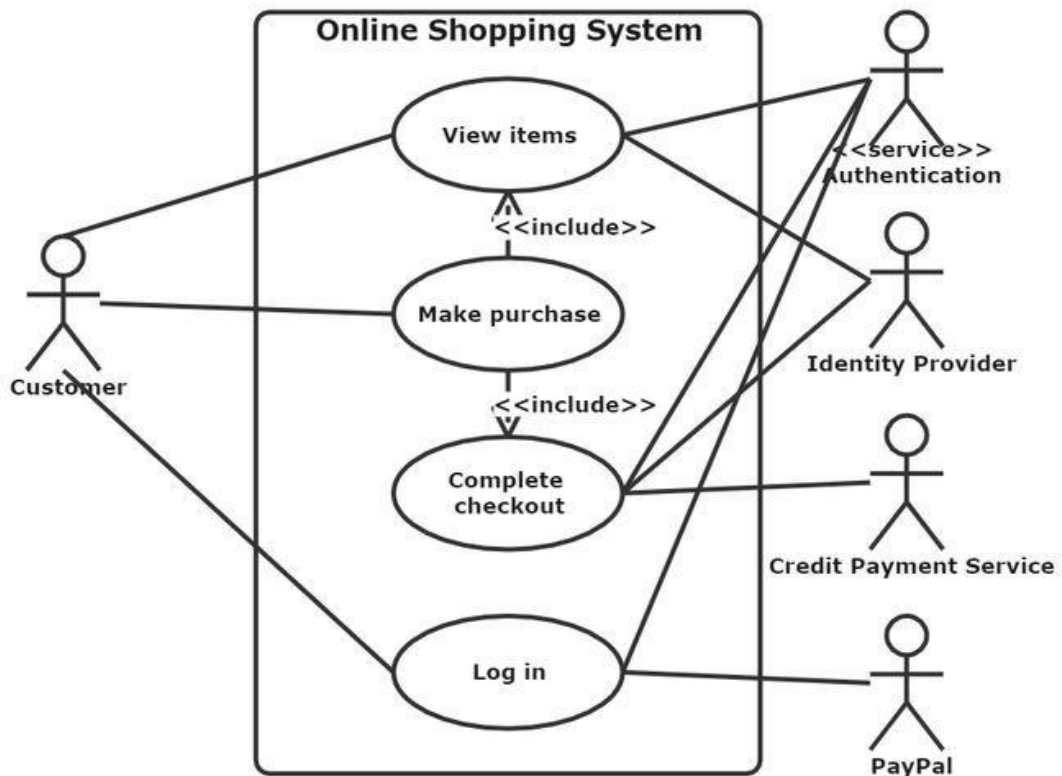 Online Shopping System
View items
<<service>>
Authentication
<<include>>
Make purchase
Identity Provider
Customer
<<include>>
Complete
checkout
Credit Payment Service
Log in
PayPal